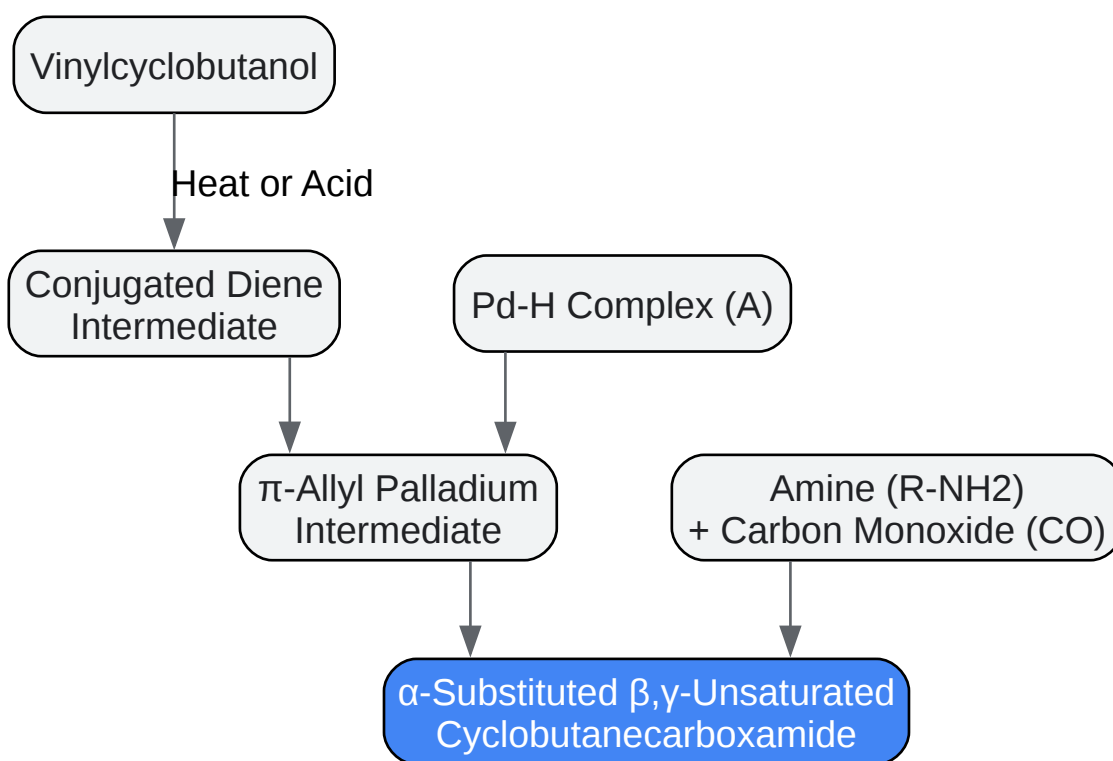 Vinylcyclobutanol
Heat or Acid
Conjugated Diene
Intermediate
Pd-H Complex (A)
π-Allyl Palladium
Intermediate
Amine (R-NH2)
+ Carbon Monoxide (CO)
α-Substituted β,γ-Unsaturated
Cyclobutanecarboxamide